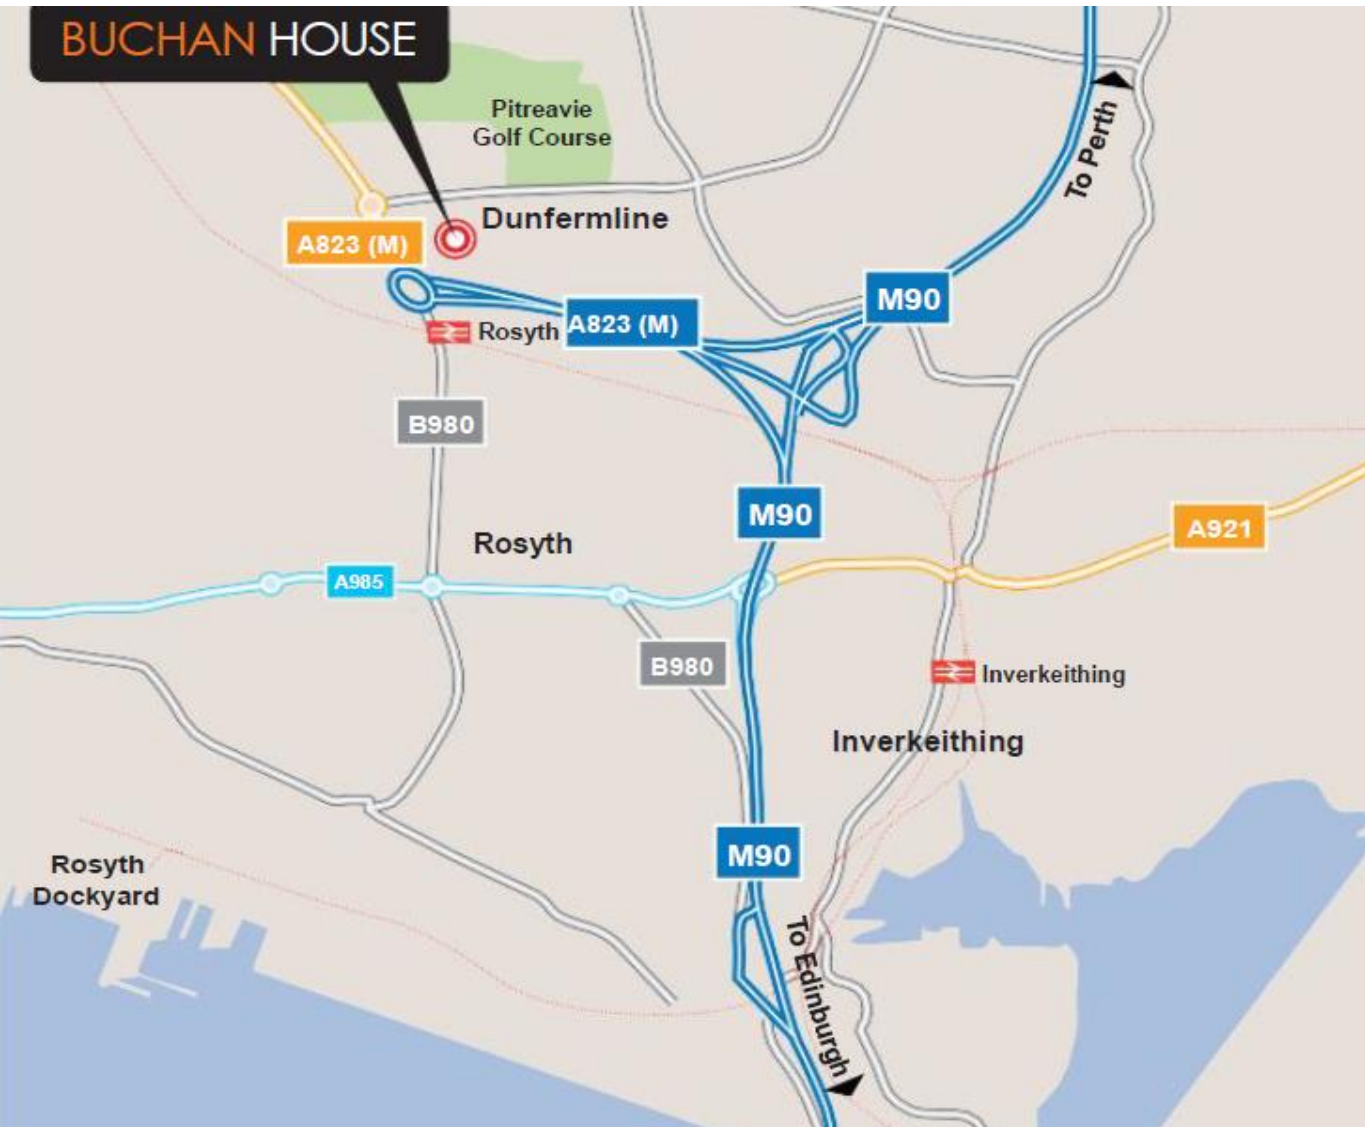 BUCHAN HOUSE
Pitreavie
Golf Course
To Perth
Dunfermline
A823 (M)
M90
A823 (M)
Rosyth
B980
M90
A921
Rosyth
A985
B980
Inverkeithing
Inverkeithing
M90
Rosyth
Dockyard
To Edinburgh